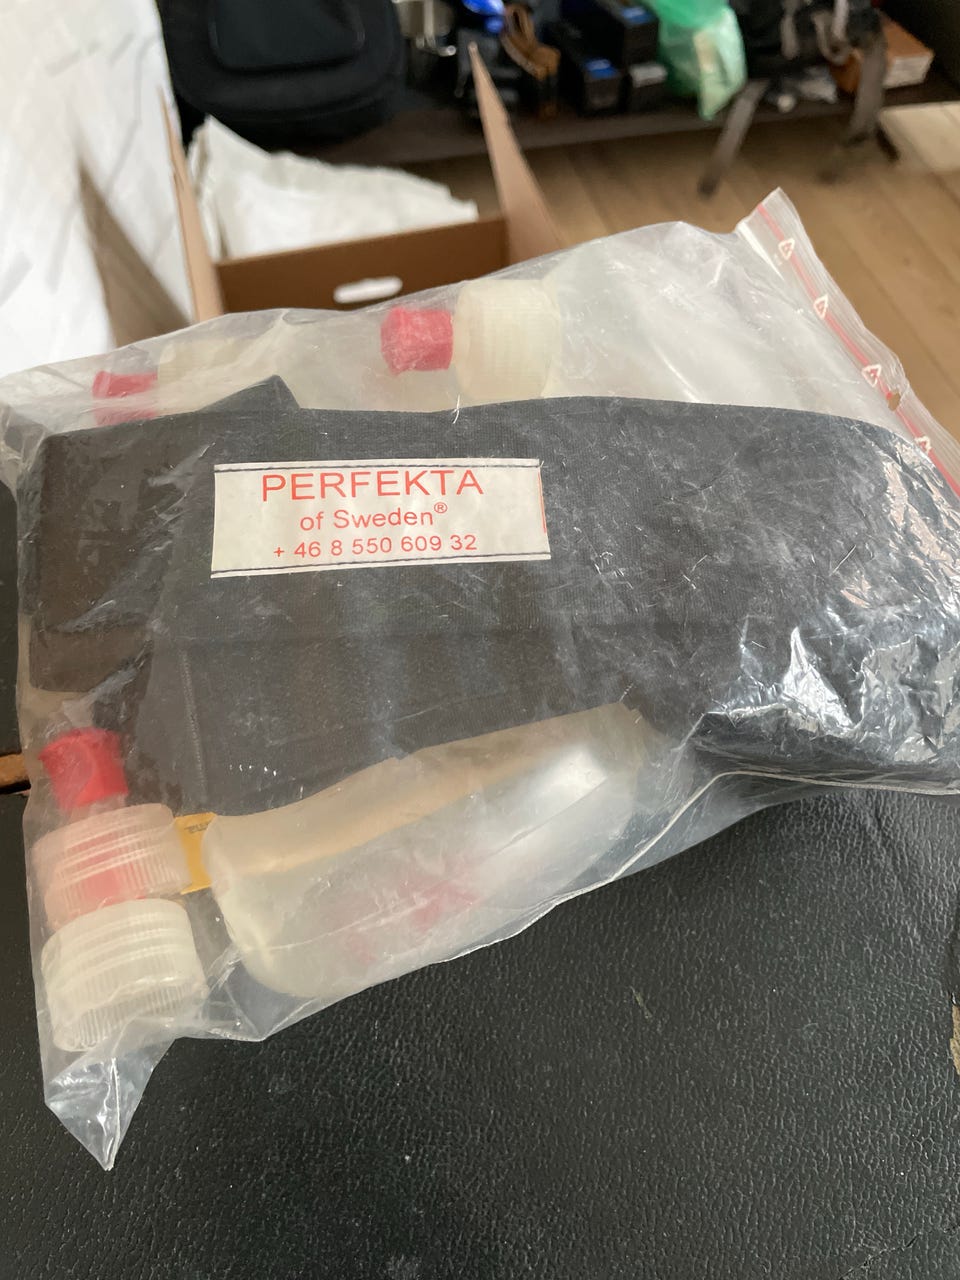 PERFEKTA
of Sweden®
+ 46 8 550 609 32